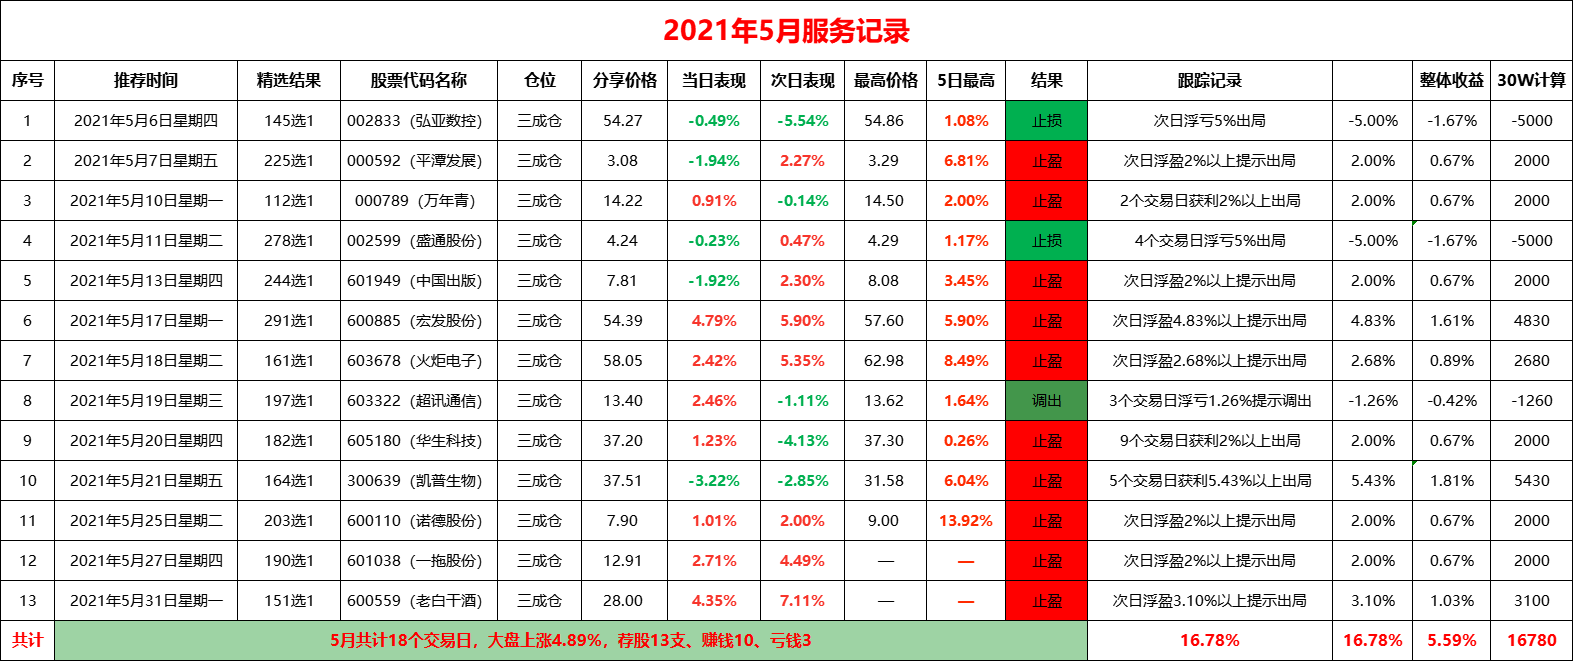 2021年5月服务记录
序号 推荐时间 精选结果 股票代码名称 仓位 分享价格 当日表现 次日表现 最高价格 5日最高 结果 跟踪记录 整体收益 30W计算
1 2021年5月6日星期四 145选1 002833（弘亚数控） 三成仓 54.27 -0.49% -5.54% 54.86 1.08% 止损 次日浮亏5%出局 -5.00% -1.67% -5000
2 2021年5月7日星期五 225选1 000592（平潭发展） 三成仓 3.08 -1.94% 2.27% 3.29 6.81% 止盈 次日浮盈2%以上提示出局 2.00% 0.67% 2000
3 2021年5月10日星期一 112选1 000789（万年青） 三成仓 14.22 0.91% -0.14% 14.50 2.00% 止盈 2个交易日获利2%以上出局 2.00% 0.67% 2000
4 2021年5月11日星期二 278选1 002599（盛通股份） 三成仓 4.24 -0.23% 0.47% 4.29 1.17% 止损 4个交易日浮亏5%出局 -5.00% -1.67% -5000
5 2021年5月13日星期四 244选1 601949（中国出版） 三成仓 7.81 -1.92% 2.30% 8.08 3.45% 止盈 次日浮盈2%以上提示出局 2.00% 0.67% 2000
6 2021年5月17日星期一 291选1 600885（宏发股份） 三成仓 54.39 4.79% 5.90% 57.60 5.90% 止盈 次日浮盈4.83%以上提示出局 4.83% 1.61% 4830
7 2021年5月18日星期二 161选1 603678（火炬电子） 三成仓 58.05 2.42% 5.35% 62.98 8.49% 止盈 次日浮盈2.68%以上提示出局 2.68% 0.89% 2680
8 2021年5月19日星期三 197选1 603322（超讯通信） 三成仓 13.40 2.46% -1.11% 13.62 1.64% 调出 3个交易日浮亏1.26%提示调出 -1.26% -0.42% -1260
9 2021年5月20日星期四 182选1 605180（华生科技） 三成仓 37.20 1.23% -4.13% 37.30 0.26% 止盈 9个交易日获利2%以上出局 2.00% 0.67% 2000
10 2021年5月21日星期五 164选1 300639（凯普生物） 三成仓 37.51 -3.22% -2.85% 31.58 6.04% 止盈 5个交易日获利5.43%以上出局 5.43% 1.81% 5430
11 2021年5月25日星期二 203选1 600110（诺德股份） 三成仓 7.90 1.01% 2.00% 9.00 13.92% 止盈 次日浮盈2%以上提示出局 2.00% 0.67% 2000
12 2021年5月27日星期四 190选1 601038（一拖股份） 三成仓 12.91 2.71% 4.49% — — 止盈 次日浮盈2%以上提示出局 2.00% 0.67% 2000
13 2021年5月31日星期一 151选1 600559（老白干酒） 三成仓 28.00 4.35% 7.11% — — 止盈 次日浮盈3.10%以上提示出局 3.10% 1.03% 3100
共计 5月共计18个交易日，大盘上涨4.89%，荐股13支、赚钱10、亏钱3 16.78% 16.78% 5.59% 16780